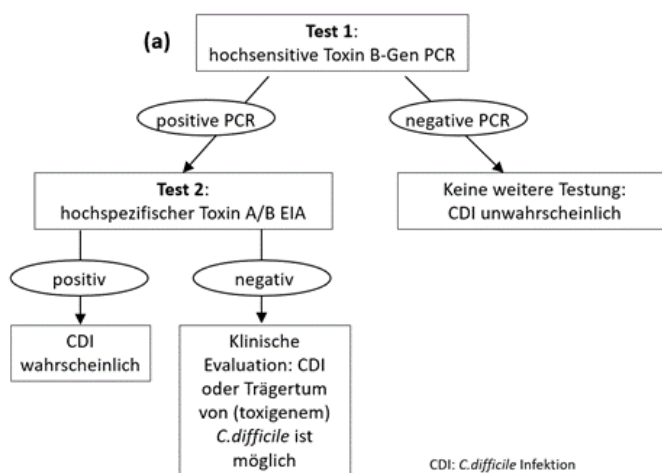 (a)
Test 1:
hochsensitive Toxin B-Gen PCR
positive PCR
negative PCR
Test 2:
hochspezifischer Toxin A/B EIA
Keine weitere Testung:
CDI unwahrscheinlich
positiv
negativ
CDI
wahrscheinlich
Klinische
Evaluation: CDI
oder Trägertum
von (toxigenem)
C.difficile ist
möglich
CDI: C.difficile Infektion